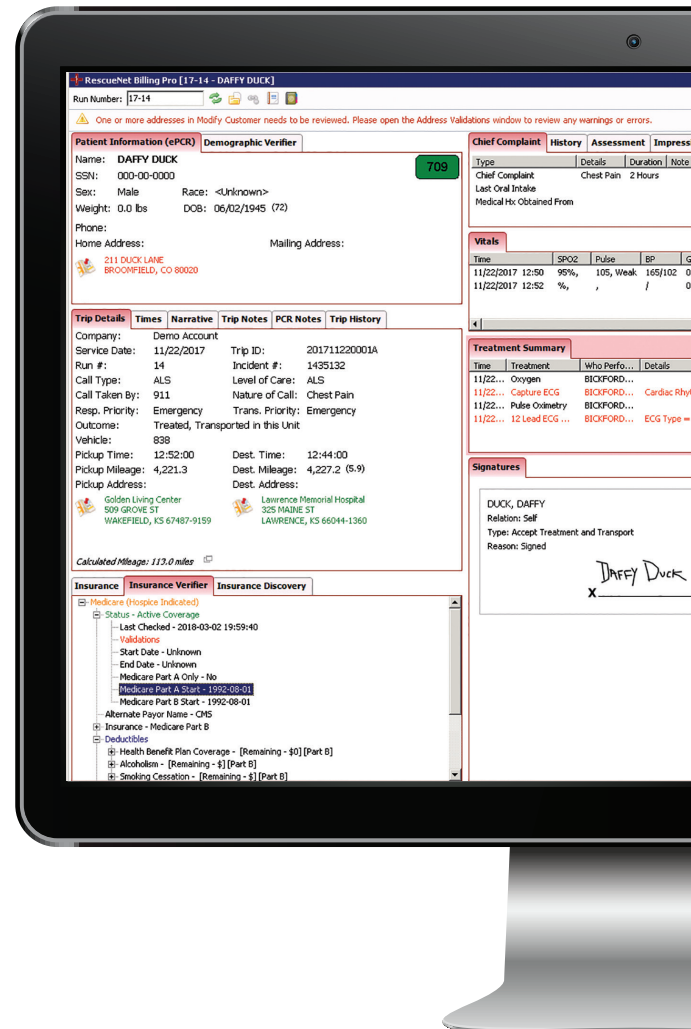 RescueNet Billing Pro [17-14 - DAFFY DUCK]
Run Number: 17-14
One or more addresses in Modify Customer needs to be reviewed. Please open the Address Validations window to review any warnings or errors.
Patient Information (ePCR) Demographic Verifier
Name: DAFFY DUCK
709
SSN: 000-00-0000
Sex: Male Race: <Unknown>
Weight: 0.0 lbs DOB: 06/02/1945 (72)
Phone:
Home Address: Mailing Address:
211 DUCK LANE
BROOMFIELD, CO 80020
Trip Details Times Narrative Trip Notes PCR Notes Trip History
Company: Demo Account
Service Date: 11/22/2017 Trip ID: 201711220001A
Run #: 14 Incident #: 1435132
Call Type: ALS Level of Care: ALS
Call Taken By: 911 Nature of Call: Chest Pain
Resp. Priority: Emergency Trans. Priority: Emergency
Outcome: Treated, Transported in this Unit
Vehicle: 838
Pickup Time: 12:52:00 Dest. Time: 12:44:00
Pickup Mileage: 4,221.3 Dest. Mileage: 4,227.2 (5.9)
Pickup Address: Dest. Address:
Golden Living Center Lawrence Memorial Hospital
509 GROVE ST 325 MAINE ST
WAKEFIELD, KS 67487-9159 LAWRENCE, KS 66044-1360
Calculated Mileage: 113.0 miles
Insurance Insurance Verifier Insurance Discovery
Medicare (Hospice Indicated)
Status - Active Coverage
Last Checked - 2018-03-02 19:59:40
Validations
Start Date - Unknown
End Date - Unknown
Medicare Part A Only - No
Medicare Part A Start - 1992-08-01
Medicare Part B Start - 1992-08-01
Alternate Payor Name - CMS
Insurance - Medicare Part B
Deductibles
Health Benefit Plan Coverage - [Remaining - $0] [Part B]
Alcoholism - [Remaining - $] [Part B]
Smoking Cessation - [Remaining - $] [Part B]
Chief Complaint History Assessment Impress
Type Details Duration Note
Chief Complaint Chest Pain 2 Hours
Last Oral Intake
Medical Hx Obtained From
Vitals
Time SPO2 Pulse BP G
11/22/2017 12:50 95%, 105, Weak 165/102 0
11/22/2017 12:52 %, , / 0
Treatment Summary
Time Treatment Who Perfo... Details
11/22... Oxygen BICKFORD...
11/22... Capture ECG BICKFORD... Cardiac Rhy
11/22... Pulse Oximetry BICKFORD...
11/22... 12 Lead ECG ... BICKFORD... ECG Type =
Signatures
DUCK, DAFFY
Relation: Self
Type: Accept Treatment and Transport
Reason: Signed
DAFFY DUCK
X